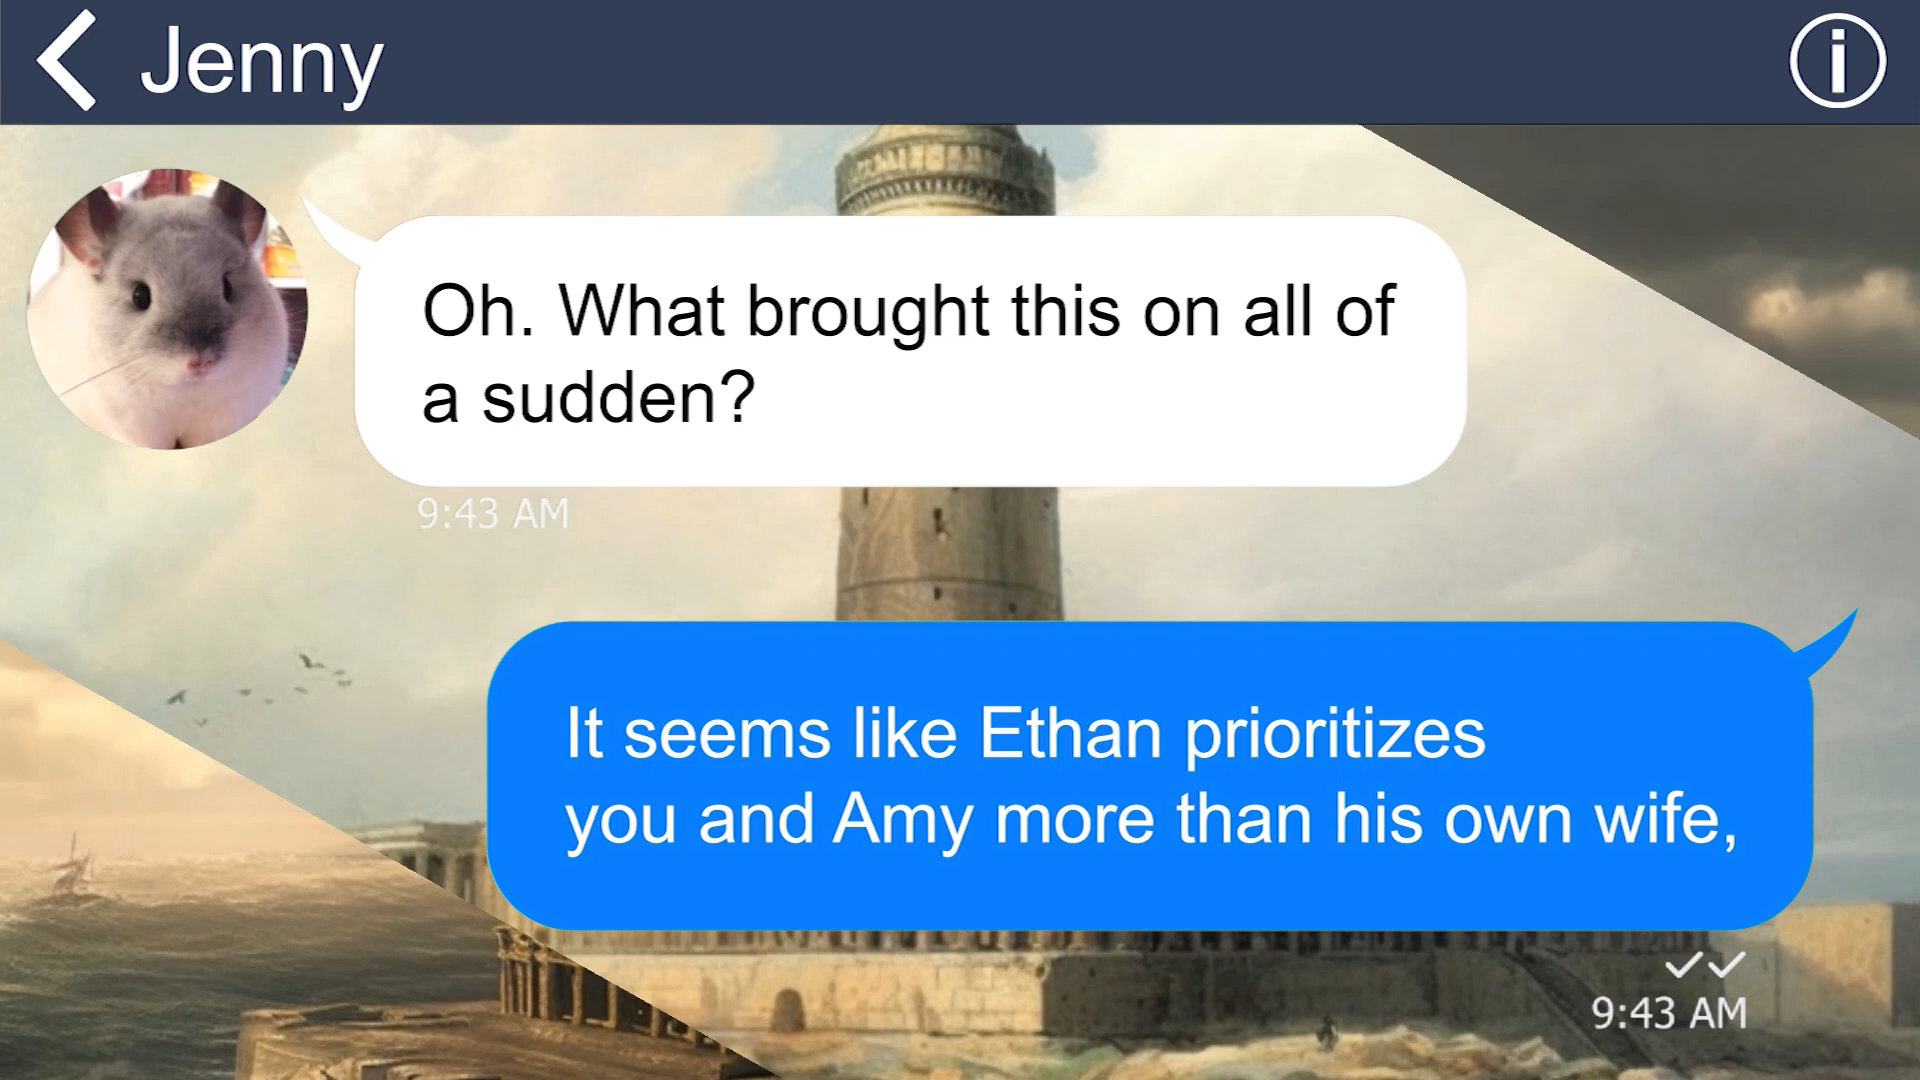 Jenny
Oh. What brought this on all of
a sudden?
9:43 AM
It seems like Ethan prioritizes
you and Amy more than his own wife,
9:43 AM